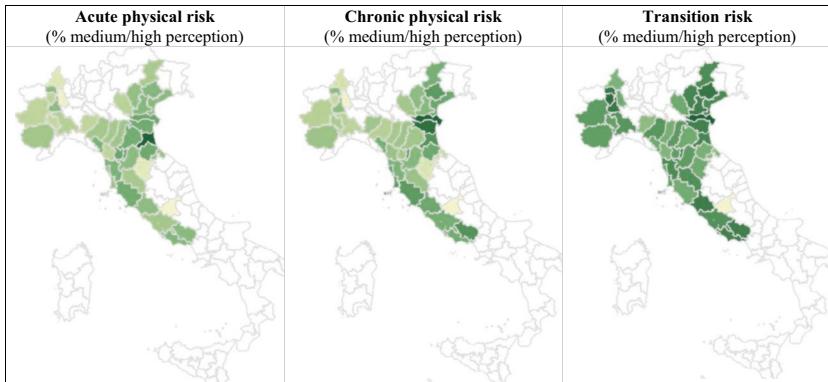 Acute physical risk
(% medium/high perception)
Chronic physical risk
(% medium/high perception)
Transition risk
(% medium/high perception)